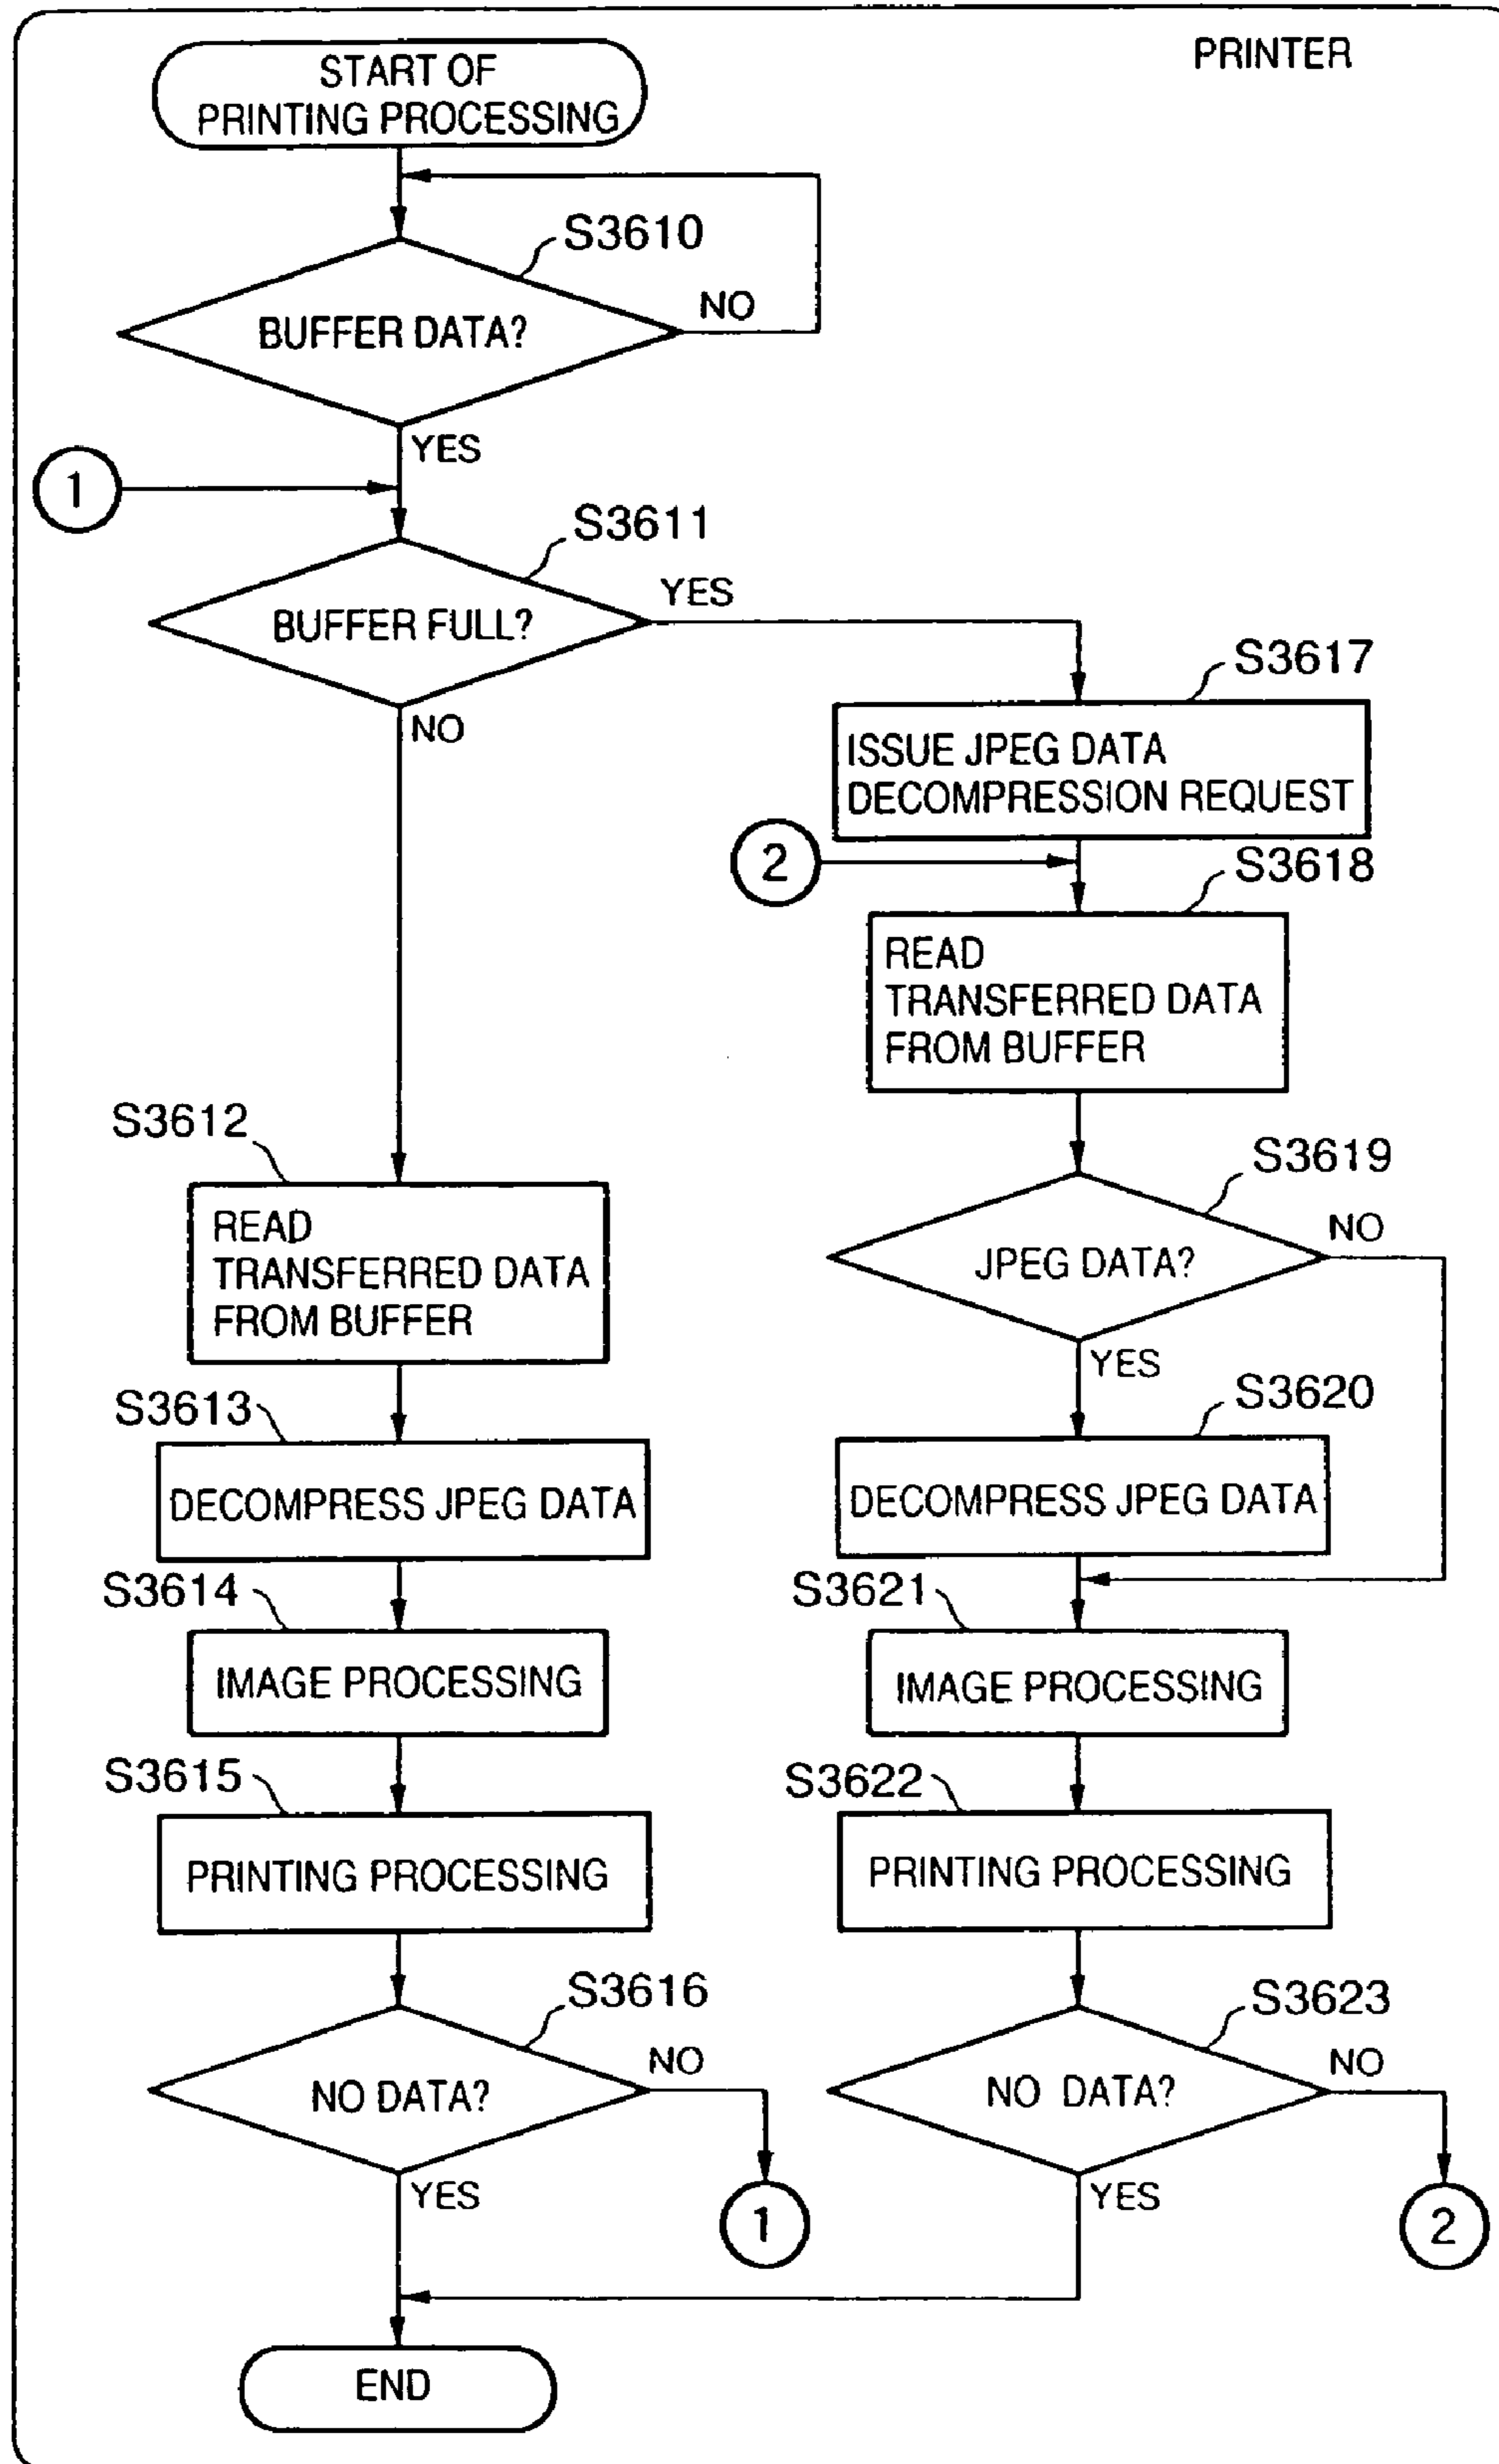 PRINTER
START OF
PRINTING PROCESSING
S3610
BUFFER DATA?
NO
YES
1
S3611
BUFFER FULL?
YES
NO
S3617
ISSUE JPEG DATA
DECOMPRESSION REQUEST
2
S3618
READ
TRANSFERRED DATA
FROM BUFFER
S3612
READ
TRANSFERRED DATA
FROM BUFFER
S3619
JPEG DATA?
NO
YES
S3613
DECOMPRESS JPEG DATA
S3620
DECOMPRESS JPEG DATA
S3614
IMAGE PROCESSING
S3621
IMAGE PROCESSING
S3615
PRINTING PROCESSING
S3622
PRINTING PROCESSING
S3616
NO DATA?
NO
YES
1
S3623
NO DATA?
NO
YES
2
END